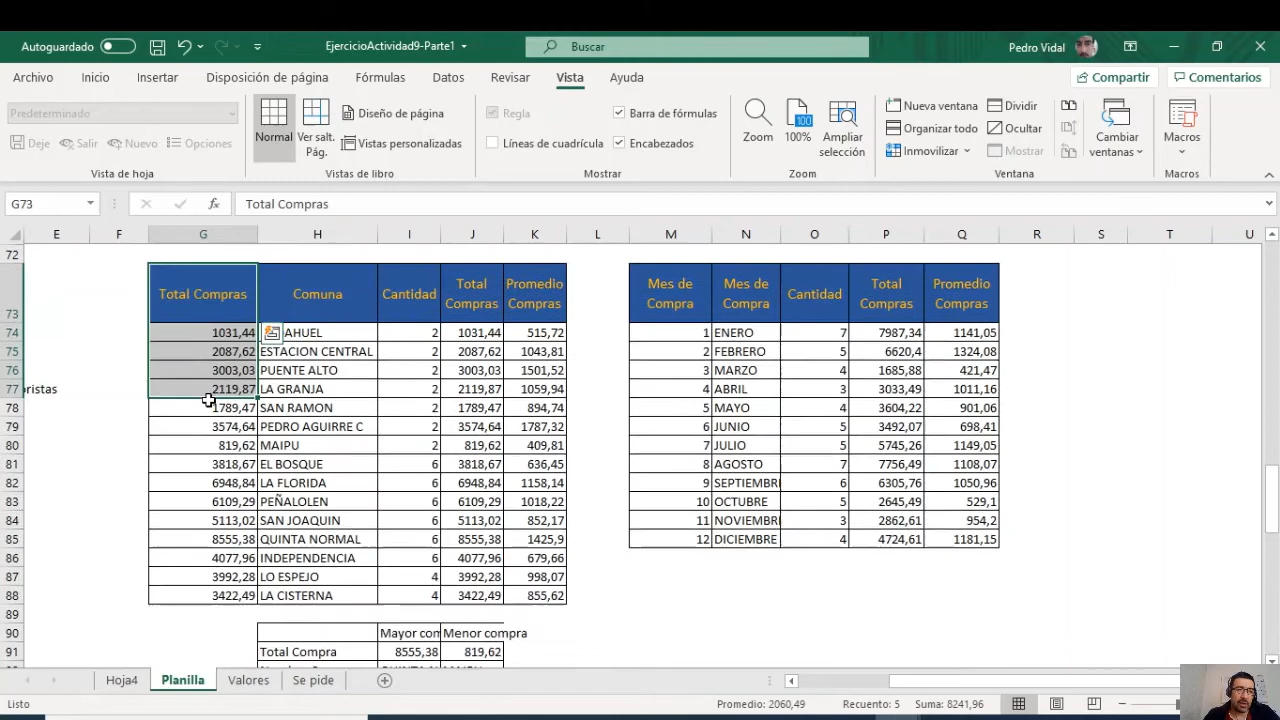 Autoguardado
EjercicioActividad9-Parte1
Buscar
Pedro Vidal
Archivo Inicio Insertar Disposición de página Fórmulas Datos Revisar Vista Ayuda Compartir Comentarios
Predeterminado
Deje Salir Nuevo Opciones
Vista de hoja
Normal
Ver salt. Pág.
Diseño de página
Vistas personalizadas
Vistas de libro
Regla
Barra de fórmulas
Líneas de cuadrícula
Encabezados
Mostrar
Zoom
100
100%
Ampliar selección
Zoom
Nueva ventana
Organizar todo
Inmovilizar
Dividir
Ocultar
Mostrar
Cambiar ventanas
Ventana
Macros
Macros
G73 fx Total Compras
E F G H I J K L M N O P Q R S T U
72
73 Total Compras Comuna Cantidad Total Compras Promedio Compras Mes de Compra Mes de Compra Cantidad Total Compras Promedio Compras
74 1031,44 AHUEL 2 1031,44 515,72 1 ENERO 7 7987,34 1141,05
75 2087,62 ESTACION CENTRAL 2 2087,62 1043,81 2 FEBRERO 5 6620,4 1324,08
76 3003,03 PUENTE ALTO 2 3003,03 1501,52 3 MARZO 4 1685,88 421,47
77 oristas 2119,87 LA GRANJA 2 2119,87 1059,94 4 ABRIL 3 3033,49 1011,16
78 1789,47 SAN RAMON 2 1789,47 894,74 5 MAYO 4 3604,22 901,06
79 3574,64 PEDRO AGUIRRE C 2 3574,64 1787,32 6 JUNIO 5 3492,07 698,41
80 819,62 MAIPU 2 819,62 409,81 7 JULIO 5 5745,26 1149,05
81 3818,67 EL BOSQUE 6 3818,67 636,45 8 AGOSTO 7 7756,49 1108,07
82 6948,84 LA FLORIDA 6 6948,84 1158,14 9 SEPTIEMBR 6 6305,76 1050,96
83 6109,29 PEÑALOLEN 6 6109,29 1018,22 10 OCTUBRE 5 2645,49 529,1
84 5113,02 SAN JOAQUIN 6 5113,02 852,17 11 NOVIEMBR 3 2862,61 954,2
85 8555,38 QUINTA NORMAL 6 8555,38 1425,9 12 DICIEMBRE 4 4724,61 1181,15
86 4077,96 INDEPENDENCIA 6 4077,96 679,66
87 3992,28 LO ESPEJO 4 3992,28 998,07
88 3422,49 LA CISTERNA 4 3422,49 855,62
89
90 Mayor com Menor compra
91 Total Compra 8555,38 819,62
Hoja4 Planilla Valores Se pide
Listo Promedio: 2060,49 Recuento: 5 Suma: 8241,96